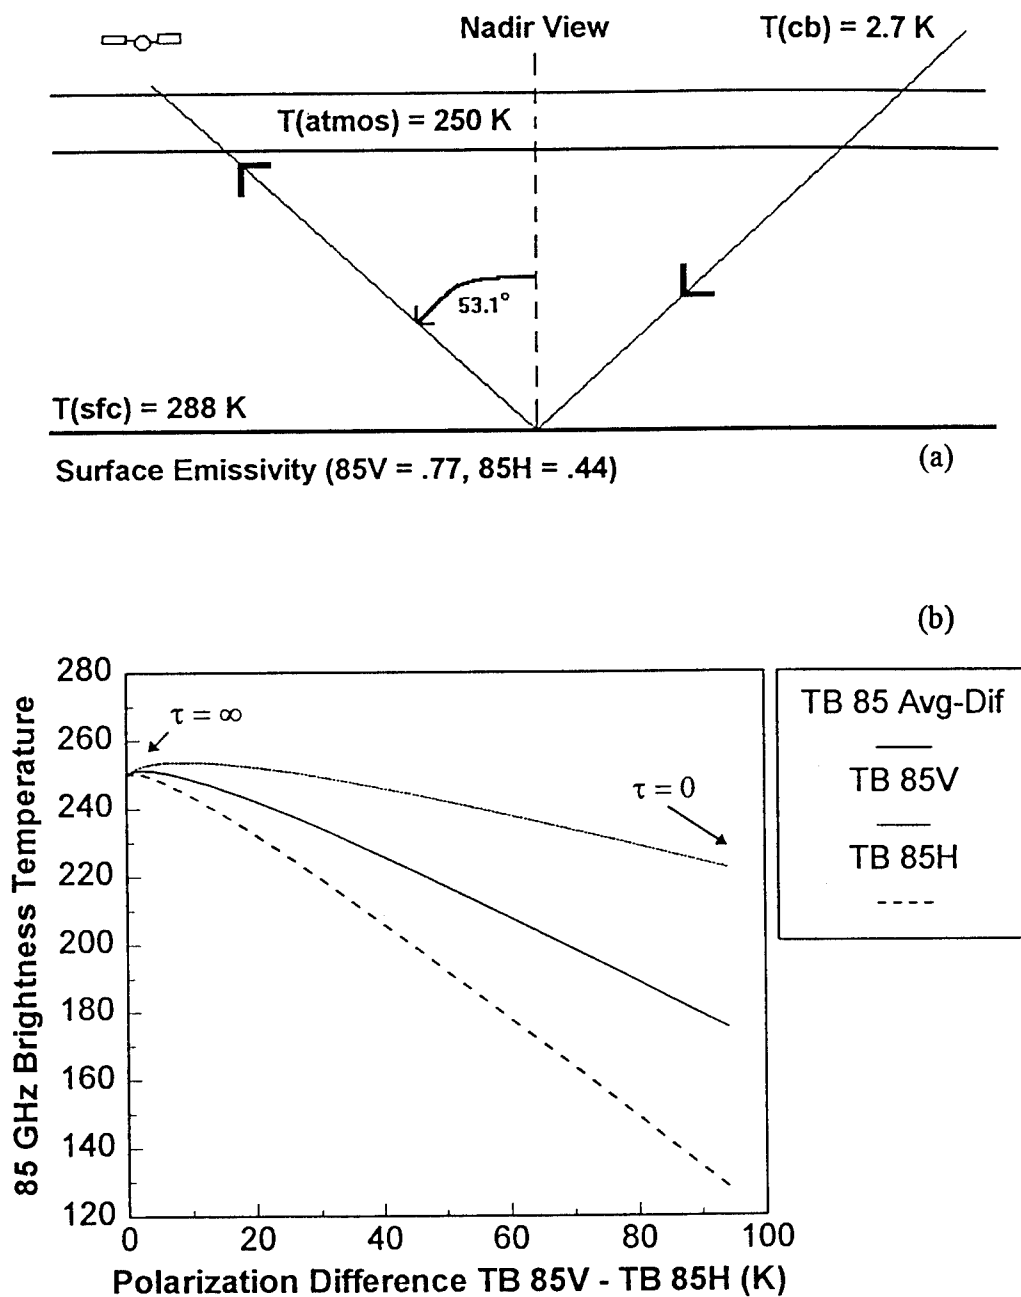 Nadir View
T(cb) = 2.7 K
T(atmos) = 250 K
53.1°
T(sfc) = 288 K
Surface Emissivity (85V = .77, 85H = .44)
(a)
(b)
85 GHz Brightness Temperature
280
260
240
220
200
180
160
140
120
τ = ∞
τ = 0
TB 85 Avg-Dif
TB 85V
TB 85H
0 20 40 60 80 100
Polarization Difference TB 85V - TB 85H (K)